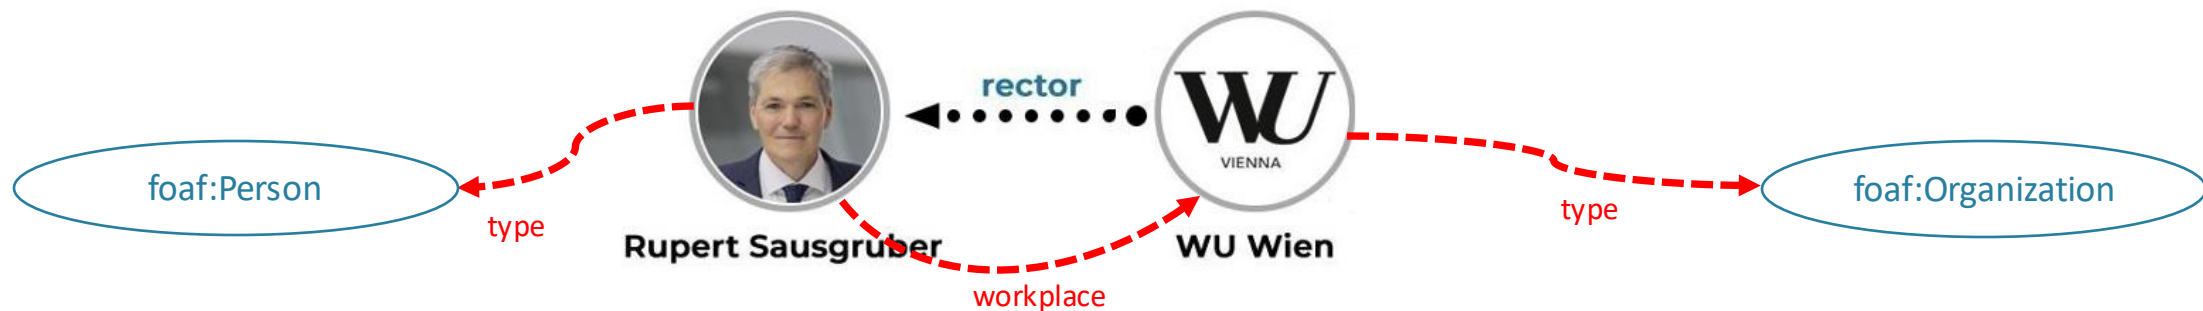 rector
WU
VIENNA
foaf:Person
foaf:Organization
type
type
Rupert Sausgruber
WU Wien
workplace